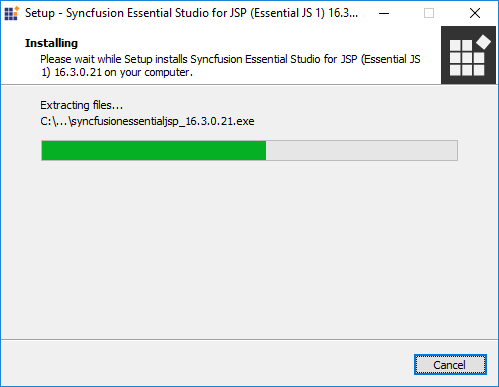 Setup - Syncfusion Essential Studio for JSP (Essential JS 1) 16.3...
Installing
Please wait while Setup installs Syncfusion Essential Studio for JSP (Essential JS
1) 16.3.0.21 on your computer.
Extracting files...
C:\...\syncfusionessentialjsp_16.3.0.21.exe
Cancel